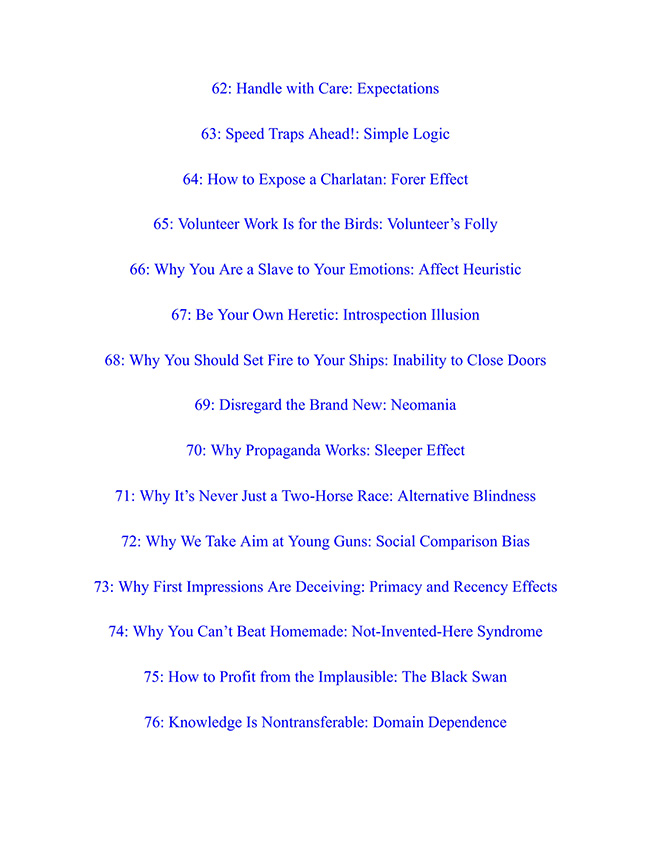 62: Handle with Care: Expectations
63: Speed Traps Ahead!: Simple Logic
64: How to Expose a Charlatan: Forer Effect
65: Volunteer Work Is for the Birds: Volunteer’s Folly
66: Why You Are a Slave to Your Emotions: Affect Heuristic
67: Be Your Own Heretic: Introspection Illusion
68: Why You Should Set Fire to Your Ships: Inability to Close Doors
69: Disregard the Brand New: Neomania
70: Why Propaganda Works: Sleeper Effect
71: Why It’s Never Just a Two-Horse Race: Alternative Blindness
72: Why We Take Aim at Young Guns: Social Comparison Bias
73: Why First Impressions Are Deceiving: Primacy and Recency Effects
74: Why You Can’t Beat Homemade: Not-Invented-Here Syndrome
75: How to Profit from the Implausible: The Black Swan
76: Knowledge Is Nontransferable: Domain Dependence